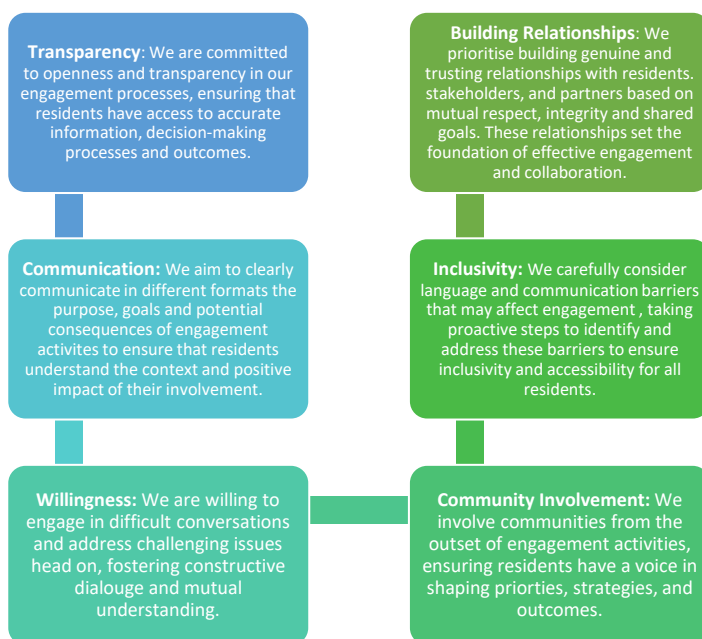 Transparency: We are committed
to openness and transparency in our
engagement processes, ensuring that
residents have access to accurate
information, decision-making
processes and outcomes.
Communication: We aim to clearly
communicate in different formats the
purpose, goals and potential
consequences of engagement
activites to ensure that residents
understand the context and positive
impact of their involvement.
Willingness: We are willing to
engage in difficult conversations
and address challenging issues
head on, fostering constructive
dialouge and mutual
understanding.
Community Involvement: We
involve communities from the
outset of engagement activities,
ensuring residents have a voice in
shaping priorties, strategies, and
outcomes.
Inclusivity: We carefully consider
language and communication barriers
that may affect engagement , taking
proactive steps to identify and
address these barriers to ensure
inclusivity and accessibility for all
residents.
Building Relationships: We
prioritise building genuine and
trusting relationships with residents.
stakeholders, and partners based on
mutual respect, integrity and shared
goals. These relationships set the
foundation of effective engagement
and collaboration.